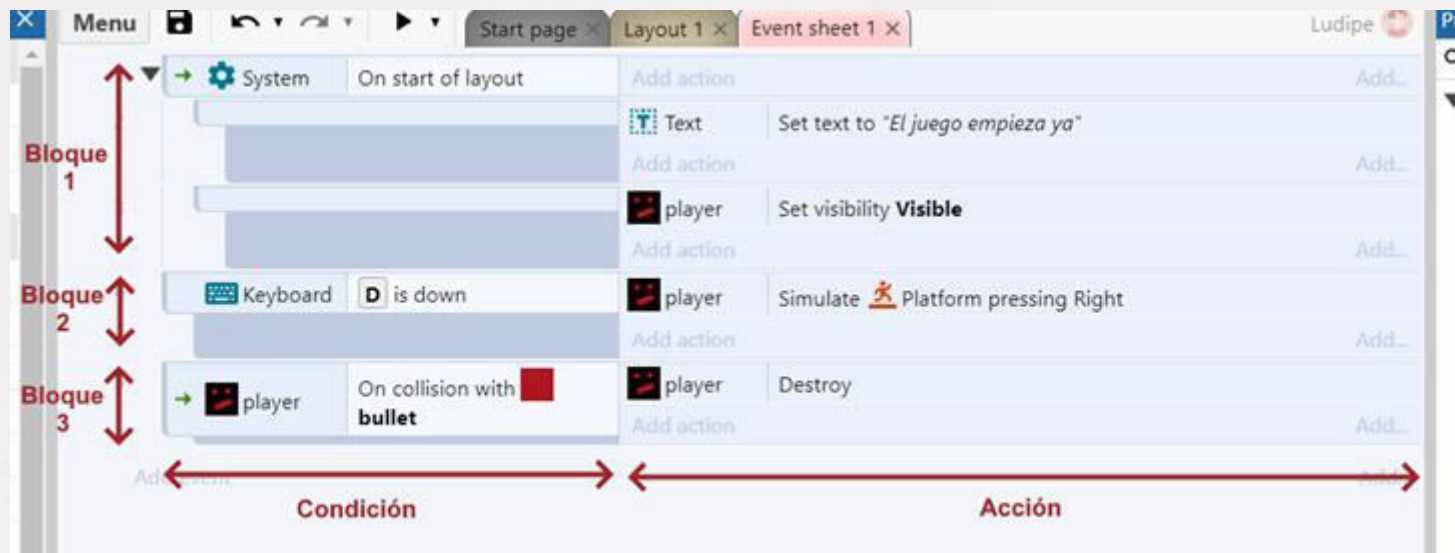 Menu Start page Layout 1 Event sheet 1 Ludipe
System On start of layout Add action Add...
Text Set text to "El juego empieza ya"
Add action Add...
Bloque 1
player Set visibility Visible
Add action Add...
Bloque 2
Keyboard D is down player Simulate Platform pressing Right
Add action Add...
Bloque 3
player On collision with bullet player Destroy
Add action Add...
Add event Add...
Condición Acción